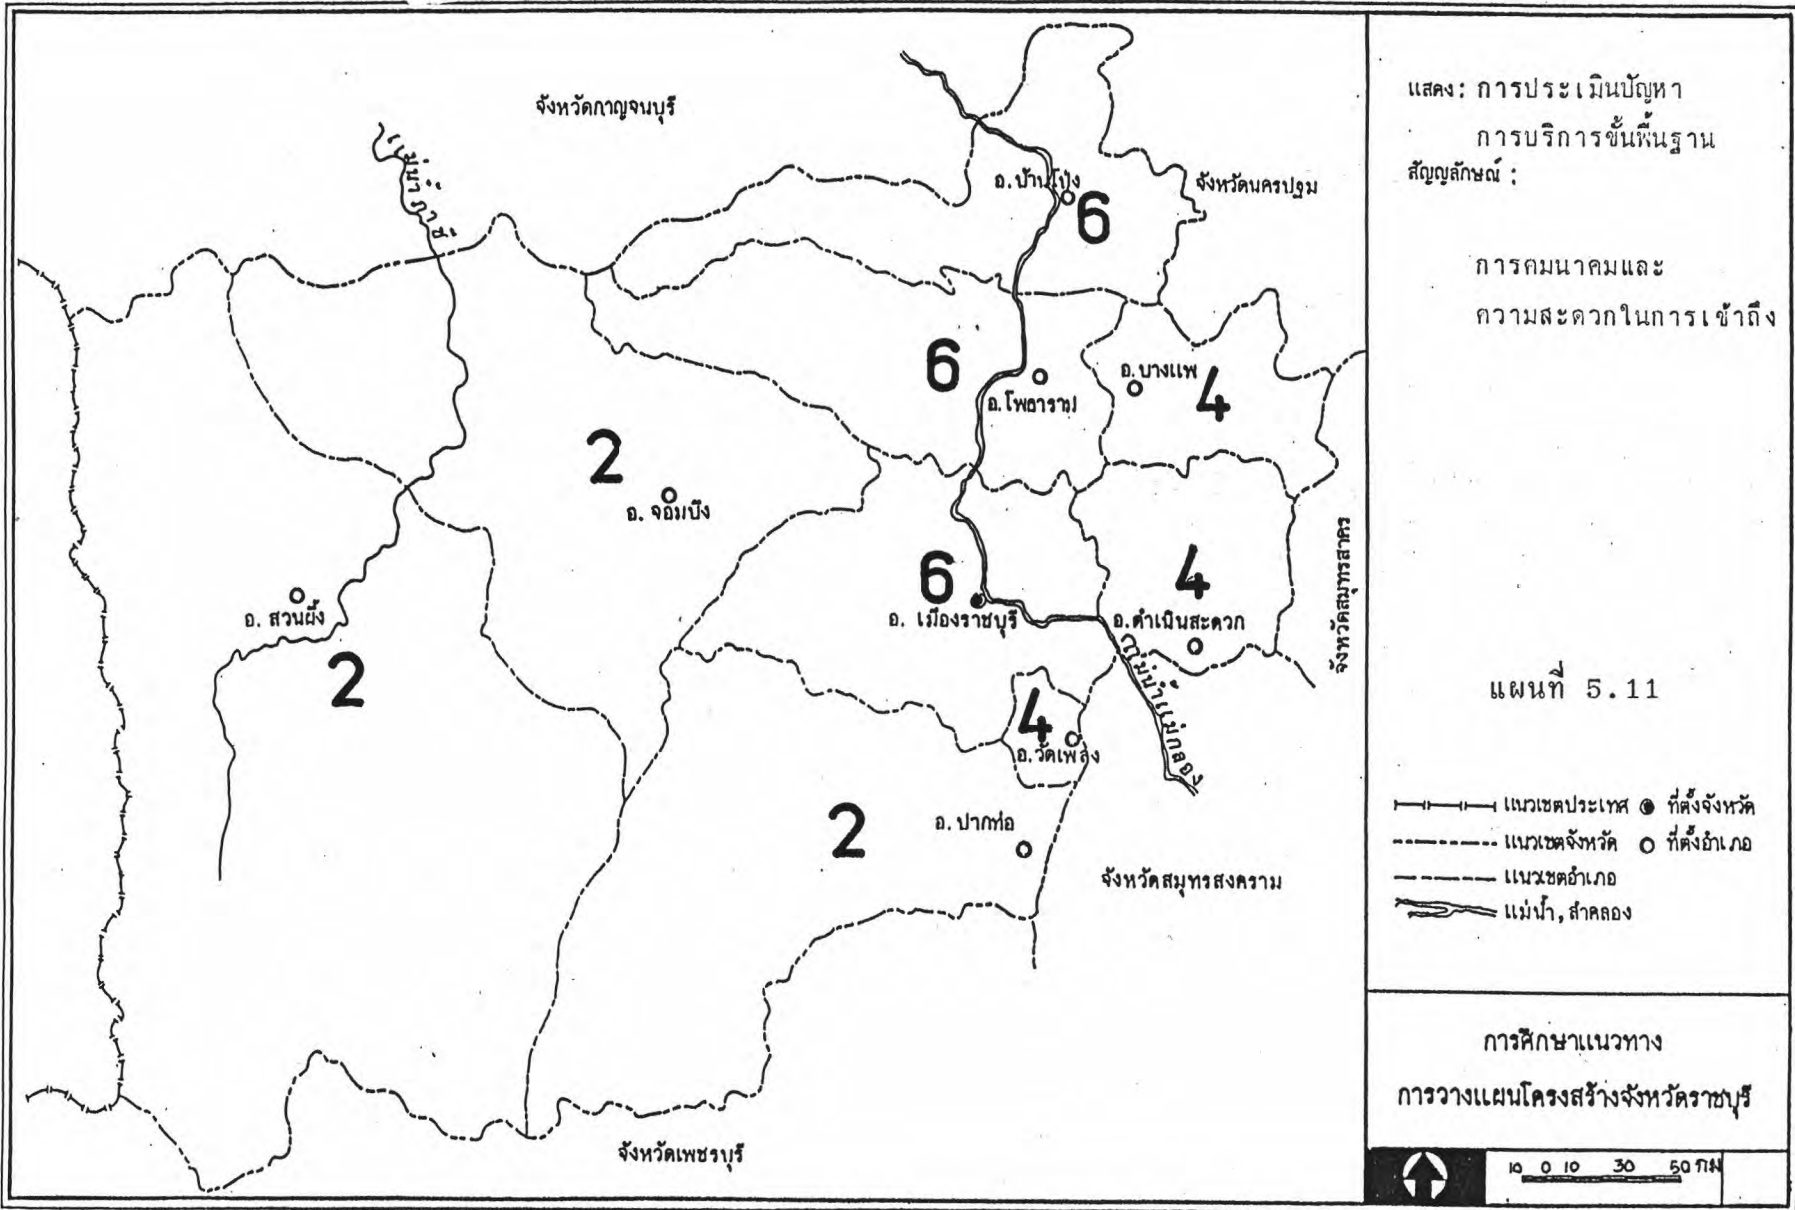 จังหวัดกาญจนบุรี
แม่น้ำภาชี
อ.บ้านโป่ง
6
จังหวัดนครปฐม
6
อ.โพธาราม
อ.บางแพ
4
2
อ. จอมบึง
6
อ. เมืองราชบุรี
4
อ.ดำเนินสะดวก
จังหวัดสมุทรสาคร
อ. สวนผึ้ง
2
แม่น้ำแม่กลอง
4
อ.วัดเพลง
2
อ. ปากท่อ
จังหวัดสมุทรสงคราม
จังหวัดเพชรบุรี
แสดง: การประเมินปัญหา
การบริการขั้นพื้นฐาน
สัญญลักษณ์ :
การคมนาคมและ
ความสะดวกในการเข้าถึง
แผนที่ 5.11
แนวเขตประเทศ ที่ตั้งจังหวัด
แนวเขตจังหวัด ที่ตั้งอำเภอ
แนวเขตอำเภอ
แม่น้ำ, ลำคลอง
การศึกษาแนวทาง
การวางแผนโครงสร้างจังหวัดราชบุรี
10 0 10 30 50 กม